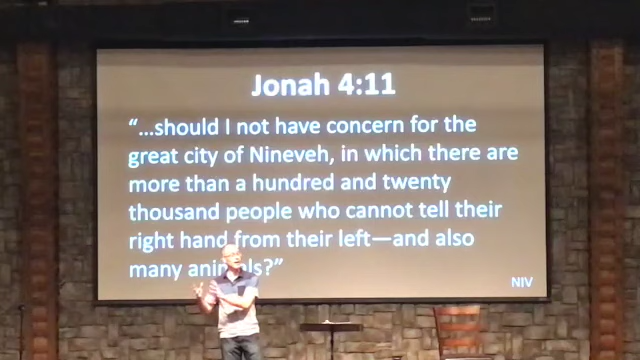 Jonah 4:11
“...should I not have concern for the
great city of Nineveh, in which there are
more than a hundred and twenty
thousand people who cannot tell their
right hand from their left—and also
many animals?”
NIV